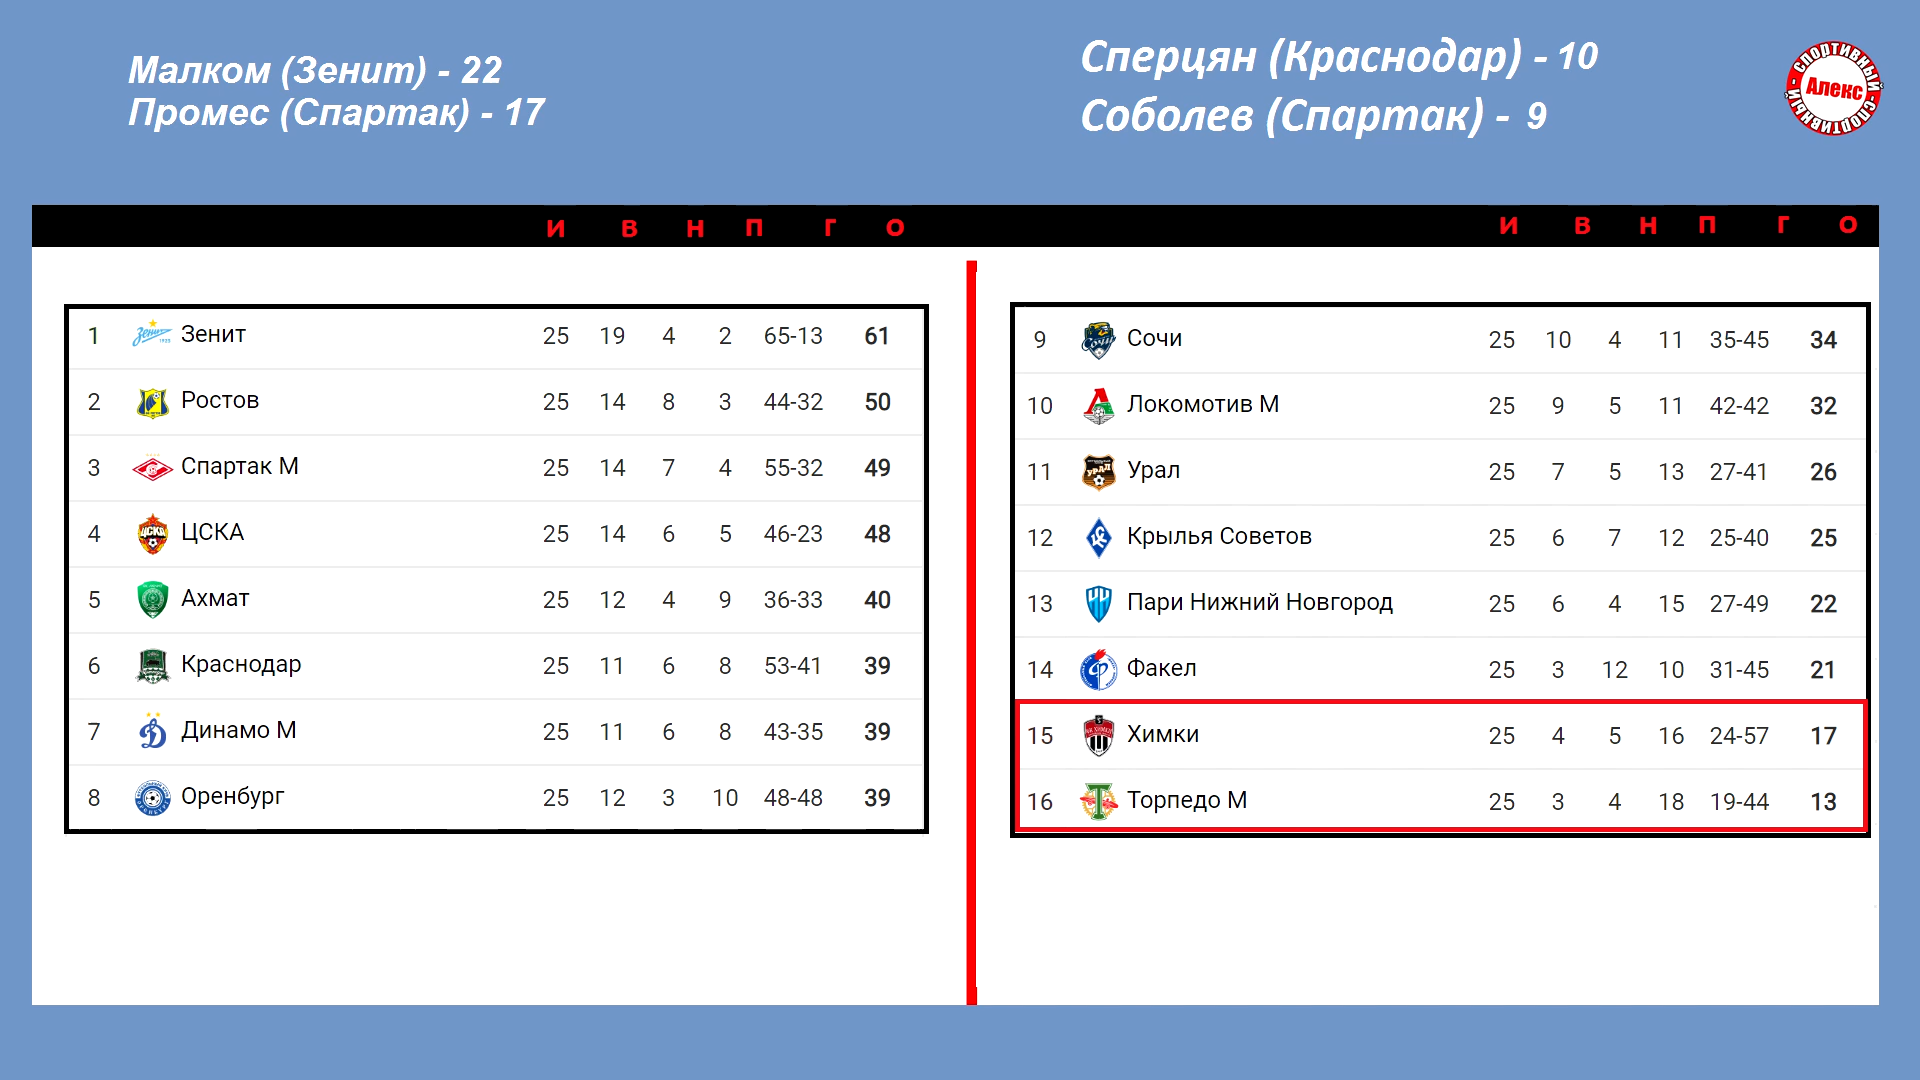 Малком (Зенит) - 22
Промес (Спартак) - 17
Сперцян (Краснодар) - 10
Соболев (Спартак) - 9
СПОРТИВНЫЙ - СПОРТИВНЫЙ -
Алекс
И В Н П Г О
1 Зенит 25 19 4 2 65-13 61
2 Ростов 25 14 8 3 44-32 50
3 Спартак М 25 14 7 4 55-32 49
4 ЦСКА 25 14 6 5 46-23 48
5 Ахмат 25 12 4 9 36-33 40
6 Краснодар 25 11 6 8 53-41 39
7 Динамо М 25 11 6 8 43-35 39
8 Оренбург 25 12 3 10 48-48 39
И В Н П Г О
9 Сочи 25 10 4 11 35-45 34
10 Локомотив М 25 9 5 11 42-42 32
11 Урал 25 7 5 13 27-41 26
12 Крылья Советов 25 6 7 12 25-40 25
13 Пари Нижний Новгород 25 6 4 15 27-49 22
14 Факел 25 3 12 10 31-45 21
15 Химки 25 4 5 16 24-57 17
16 Торпедо М 25 3 4 18 19-44 13